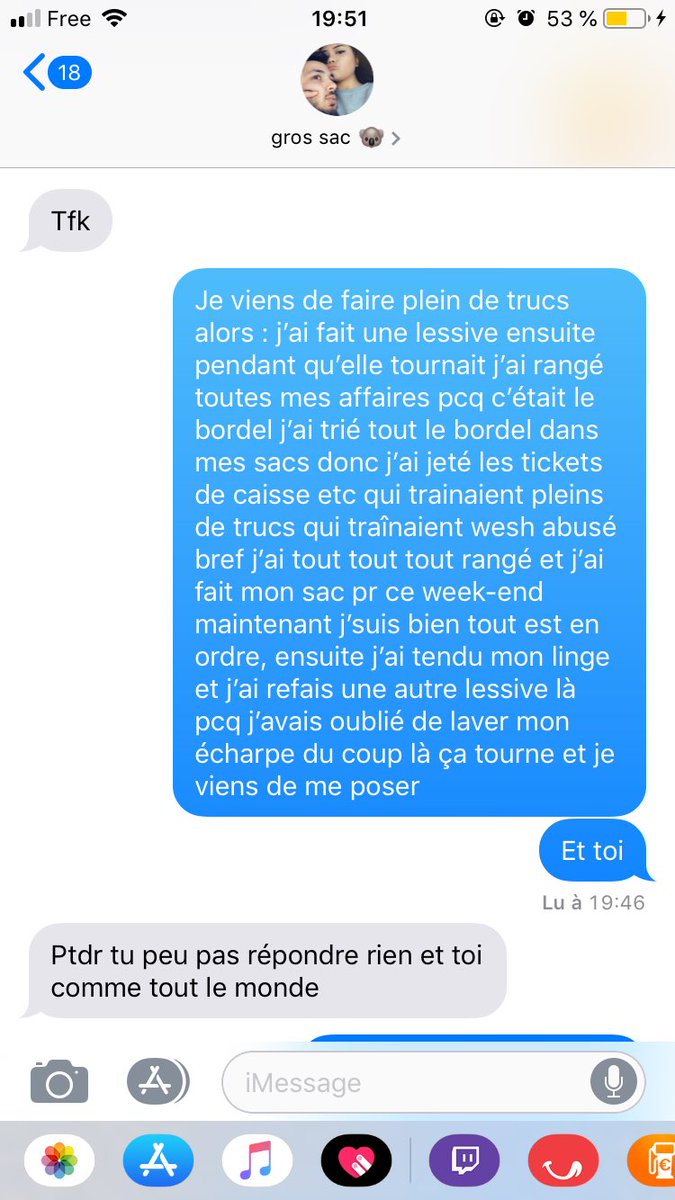 Free 19:51 53 %
18
gros sac
Tfk
Je viens de faire plein de trucs
alors : j’ai fait une lessive ensuite
pendant qu’elle tournait j’ai rangé
toutes mes affaires pcq c’était le
bordel j’ai trié tout le bordel dans
mes sacs donc j’ai jeté les tickets
de caisse etc qui trainaient pleins
de trucs qui traînaient wesh abusé
bref j’ai tout tout tout rangé et j’ai
fait mon sac pr ce week-end
maintenant j’suis bien tout est en
ordre, ensuite j’ai tendu mon linge
et j’ai refais une autre lessive là
pcq j’avais oublié de laver mon
écharpe du coup là ça tourne et je
viens de me poser
Et toi
Lu à 19:46
Ptdr tu peu pas répondre rien et toi
comme tout le monde
iMessage